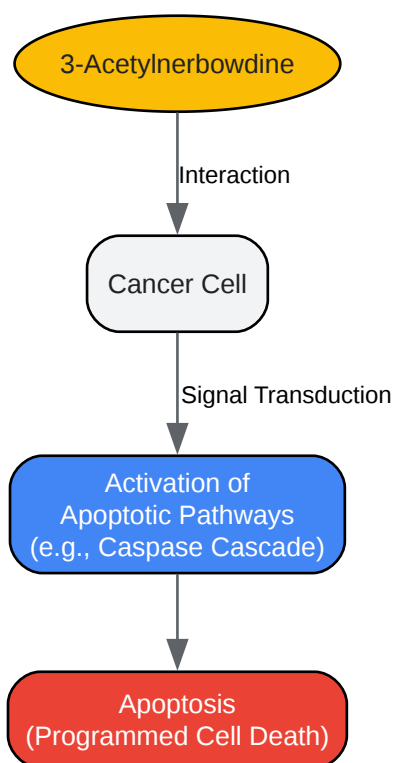 3-Acetylnerbowdine
Interaction
Cancer Cell
Signal Transduction
Activation of
Apoptotic Pathways
(e.g., Caspase Cascade)
Apoptosis
(Programmed Cell Death)